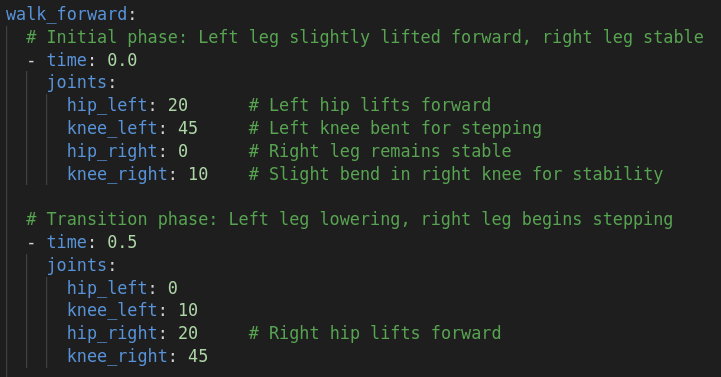 walk_forward:
  # Initial phase: Left leg slightly lifted forward, right leg stable
  - time: 0.0
    joints:
      hip_left: 20      # Left hip lifts forward
      knee_left: 45     # Left knee bent for stepping
      hip_right: 0      # Right leg remains stable
      knee_right: 10    # Slight bend in right knee for stability
  # Transition phase: Left leg lowering, right leg begins stepping
  - time: 0.5
    joints:
      hip_left: 0
      knee_left: 10
      hip_right: 20     # Right hip lifts forward
      knee_right: 45